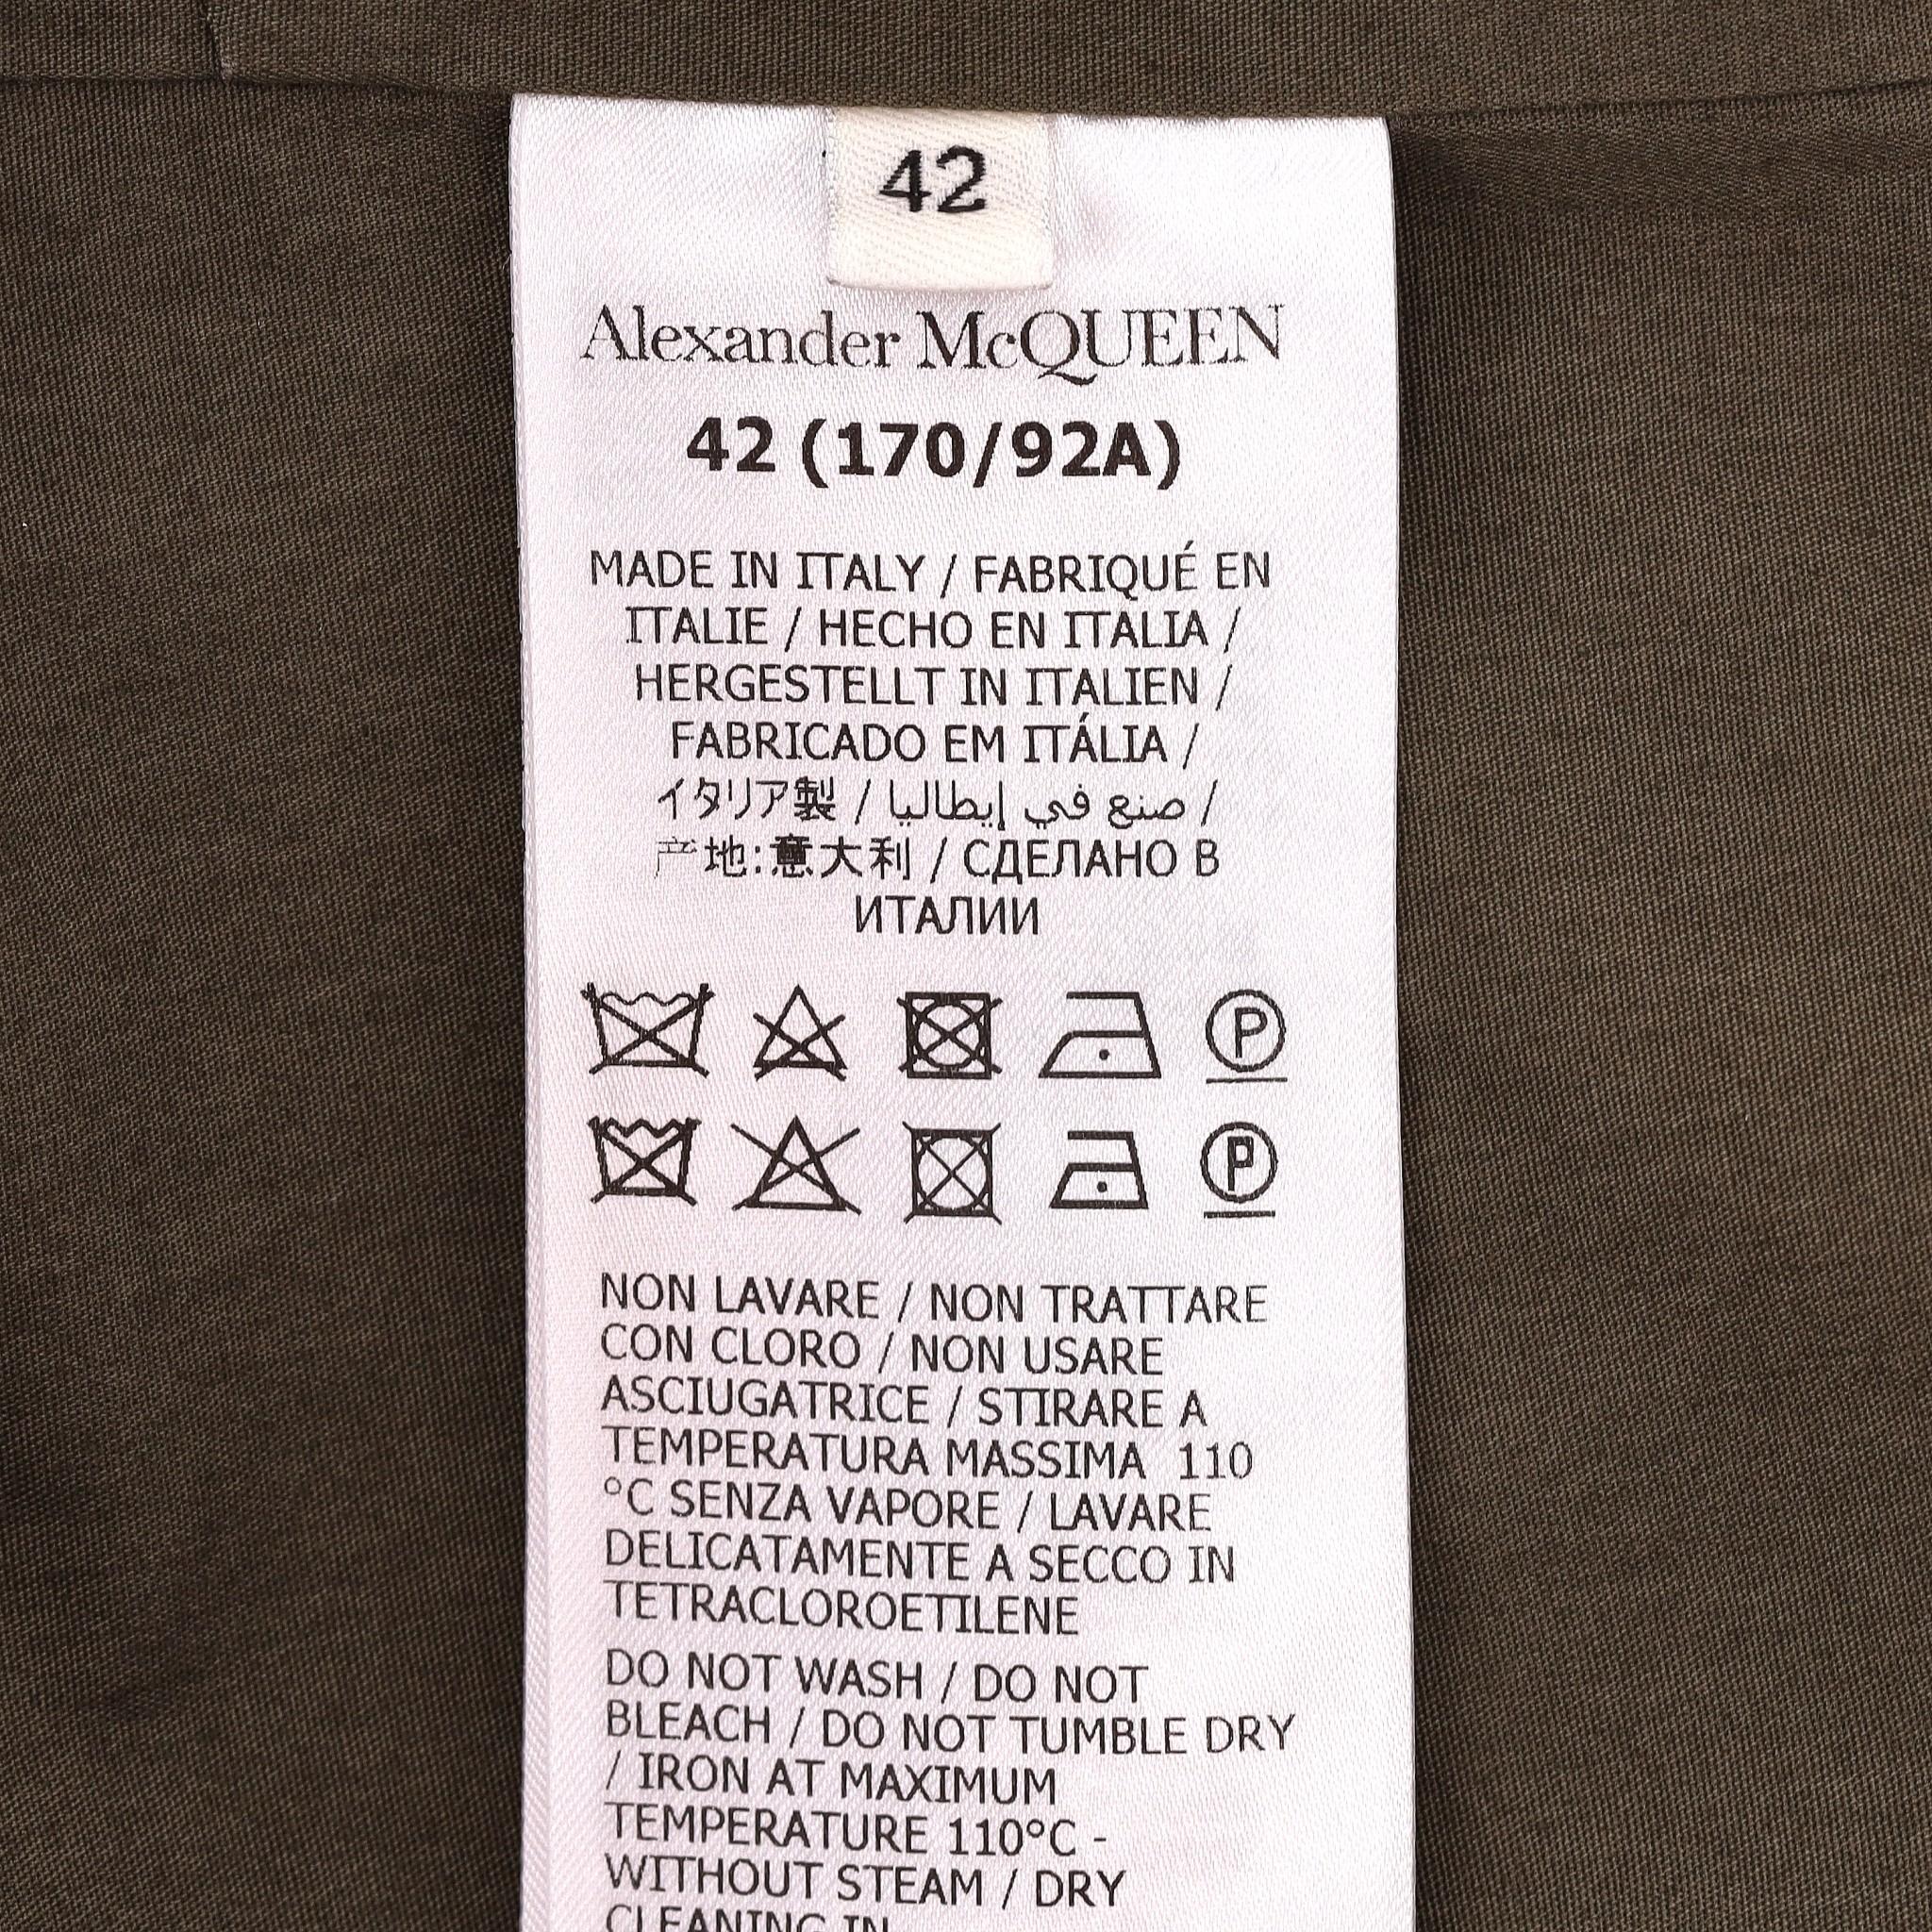 42
Alexander McQUEEN
42 (170/92A)
MADE IN ITALY / FABRIQUÉ EN
ITALIE / HECHO EN ITALIA /
HERGESTELLT IN ITALIEN /
FABRICADO EM ITÁLIA /
イタリア製 / صنع في إيطاليا /
产地:意大利 / СДЕЛАНО В
ИТАЛИИ
P
P
NON LAVARE / NON TRATTARE
CON CLORO / NON USARE
ASCIUGATRICE / STIRARE A
TEMPERATURA MASSIMA 110
°C SENZA VAPORE / LAVARE
DELICATAMENTE A SECCO IN
TETRACLOROETILENE
DO NOT WASH / DO NOT
BLEACH / DO NOT TUMBLE DRY
/ IRON AT MAXIMUM
TEMPERATURE 110°C -
WITHOUT STEAM / DRY
CLEANING IN